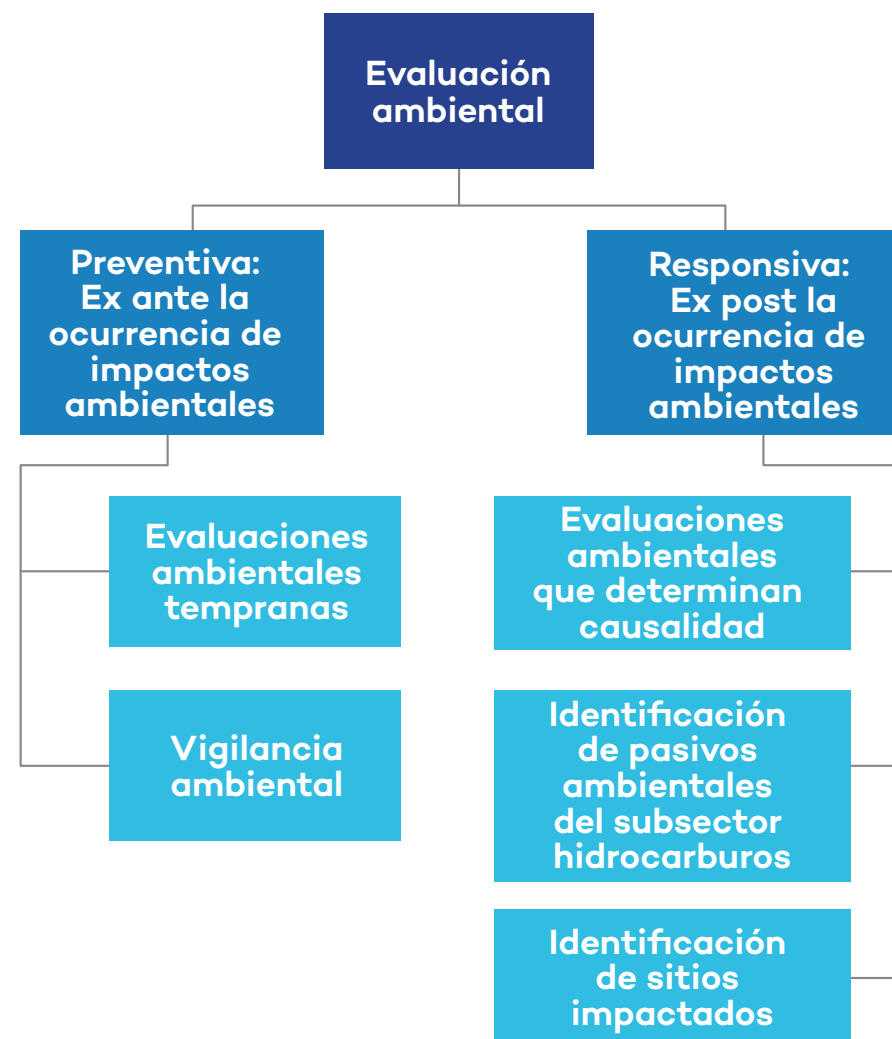 Evaluación
ambiental
Preventiva:
Ex ante la
ocurrencia de
impactos
ambientales
Responsiva:
Ex post la
ocurrencia de
impactos
ambientales
Evaluaciones
ambientales
tempranas
Vigilancia
ambiental
Evaluaciones
ambientales
que determinan
causalidad
Identificación
de pasivos
ambientales
del subsector
hidrocarburos
Identificación
de sitios
impactados